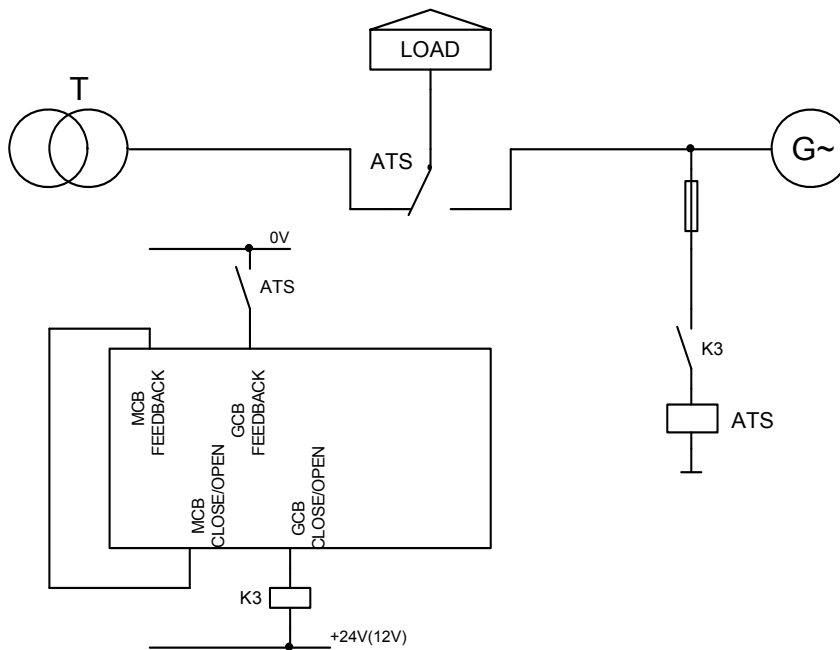 LOAD
T
ATS
G~
0V
ATS
K3
ATS
MCB
FEEDBACK
GCB
FEEDBACK
MCB
CLOSE/OPEN
GCB
CLOSE/OPEN
K3
+24V(12V)